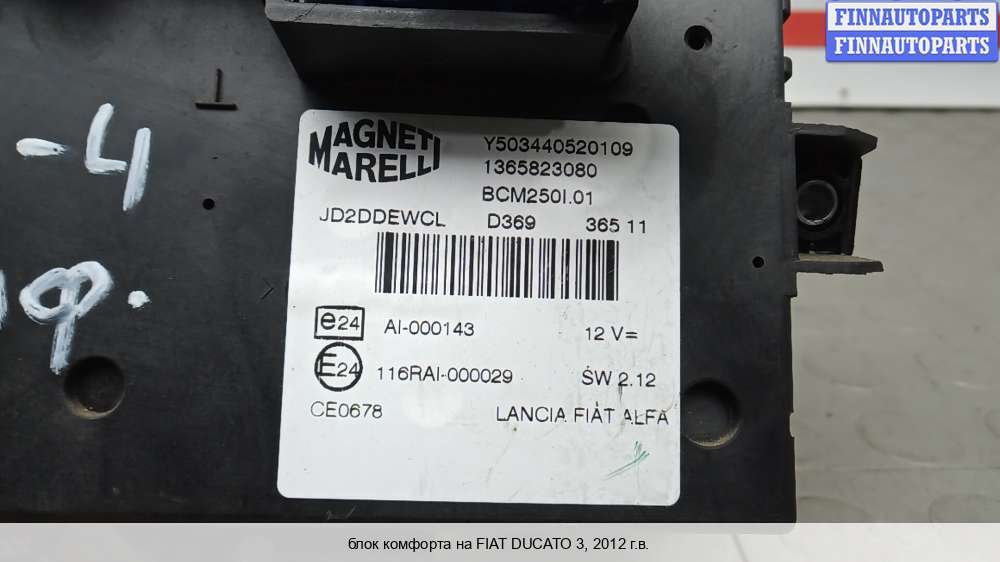 FINNAUTOPARTS
FINNAUTOPARTS
-4
MAGNETI
MARELLI
Y503440520109
1365823080
BCM250I.01
JD2DDEWCL D369 365 11
e24 AI-000143 12 V=
E24 116RAI-000029 SW 2.12
CE0678 LANCIA FIAT ALFA
блок комфорта на FIAT DUCATO 3, 2012 г.в.